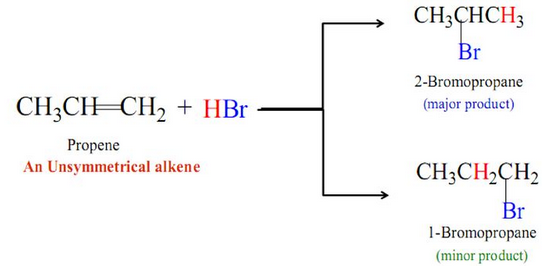 CH₃CHCH₃
Br
2-Bromopropane
(major product)
CH₃CH=CH₂ + HBr
Propene
An Unsymmetrical alkene
CH₃CH₂CH₂
Br
1-Bromopropane
(minor product)